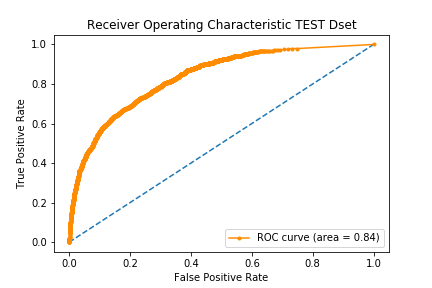 Receiver Operating Characteristic TEST Dset
1.0
0.8
0.6
0.4
0.2
0.0
True Positive Rate
ROC curve (area = 0.84)
0.0 0.2 0.4 0.6 0.8 1.0
False Positive Rate